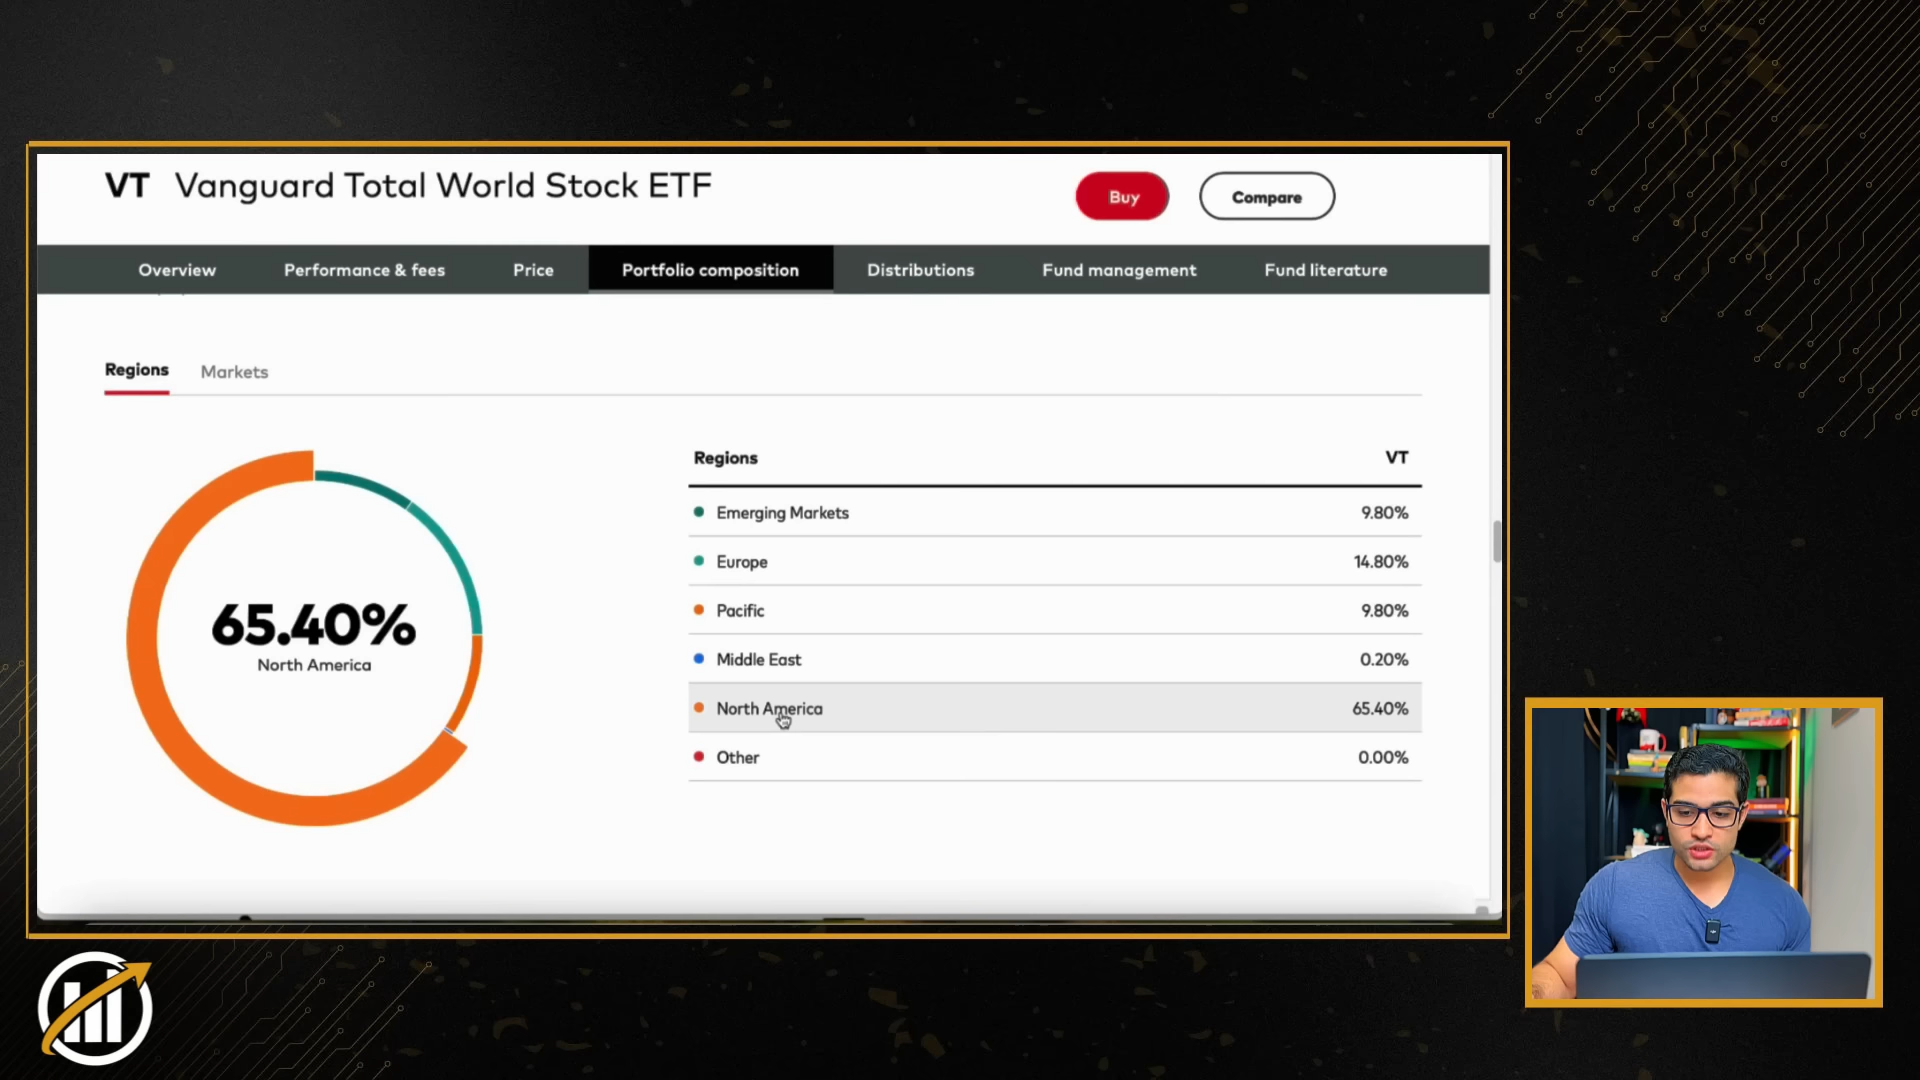 VT Vanguard Total World Stock ETF
Buy
Compare
Overview
Performance & fees
Price
Portfolio composition
Distributions
Fund management
Fund literature
Regions
Markets
65.40%
North America
Regions VT
Emerging Markets 9.80%
Europe 14.80%
Pacific 9.80%
Middle East 0.20%
North America 65.40%
Other 0.00%